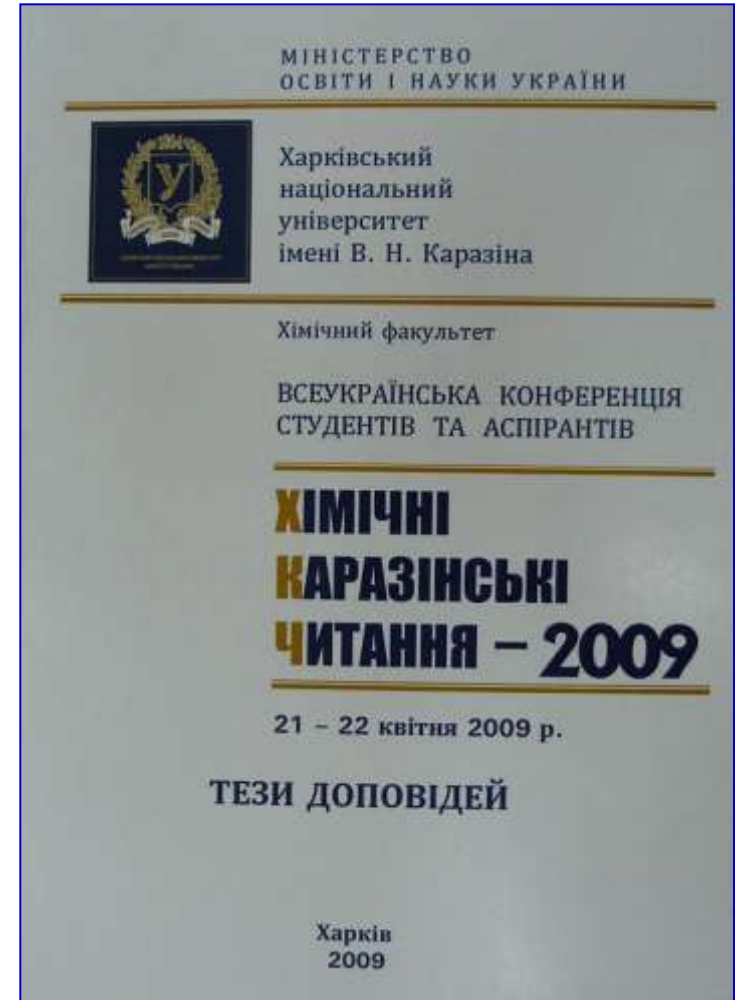 МІНІСТЕРСТВО
ОСВІТИ І НАУКИ УКРАЇНИ
Харківський
національний
університет
імені В. Н. Каразіна
Хімічний факультет
ВСЕУКРАЇНСЬКА КОНФЕРЕНЦІЯ
СТУДЕНТІВ ТА АСПІРАНТІВ
ХІМІЧНІ
КАРАЗІНСЬКІ
ЧИТАННЯ – 2009
21 – 22 квітня 2009 р.
ТЕЗИ ДОПОВІДЕЙ
Харків
2009
У